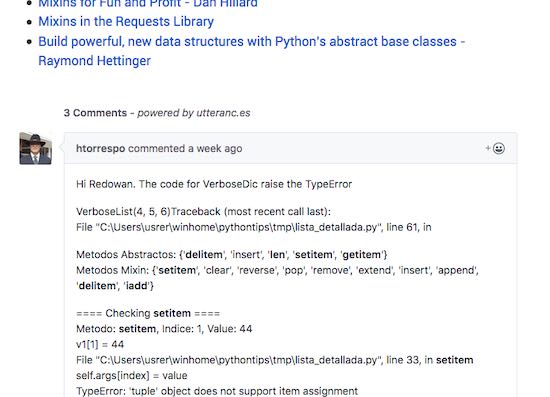 Mixins for Fun and Profit - Dan Hillard
Mixins in the Requests Library
Build powerful, new data structures with Python's abstract base classes -
Raymond Hettinger
3 Comments - powered by utteranc.es
htorrespo commented a week ago
Hi Redowan. The code for VerboseDic raise the TypeError
VerboseList(4, 5, 6)Traceback (most recent call last):
File "C:\Users\usrer\winhome\pythontips\tmp\lista_detallada.py", line 61, in
Metodos Abstractos: {'delitem', 'insert', 'len', 'setitem', 'getitem'}
Metodos Mixin: {'setitem', 'clear', 'reverse', 'pop', 'remove', 'extend', 'insert', 'append',
'delitem', 'iadd'}
==== Checking setitem ====
Metodo: setitem, Indice: 1, Value: 44
v1[1] = 44
File "C:\Users\usrer\winhome\pythontips\tmp\lista_detallada.py", line 33, in setitem
self.args[index] = value
TypeError: 'tuple' object does not support item assignment